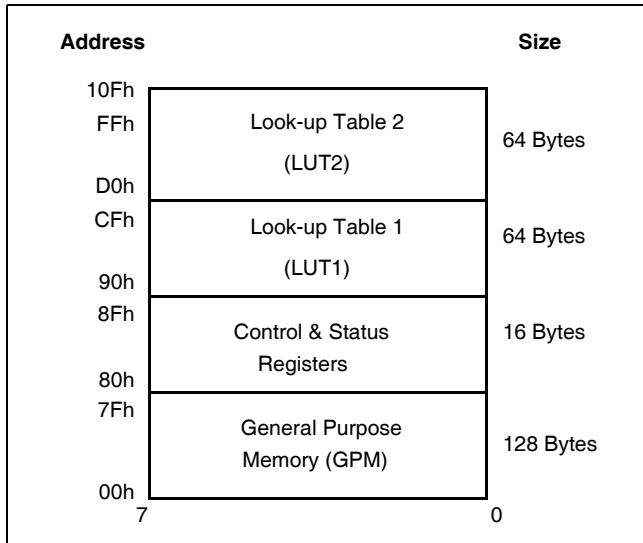 Address Size
10Fh
FFh Look-up Table 2
(LUT2) 64 Bytes
D0h
CFh Look-up Table 1 64 Bytes
(LUT1)
90h
8Fh
Control & Status 16 Bytes
Registers
80h
7Fh
General Purpose
Memory (GPM) 128 Bytes
00h
7 0